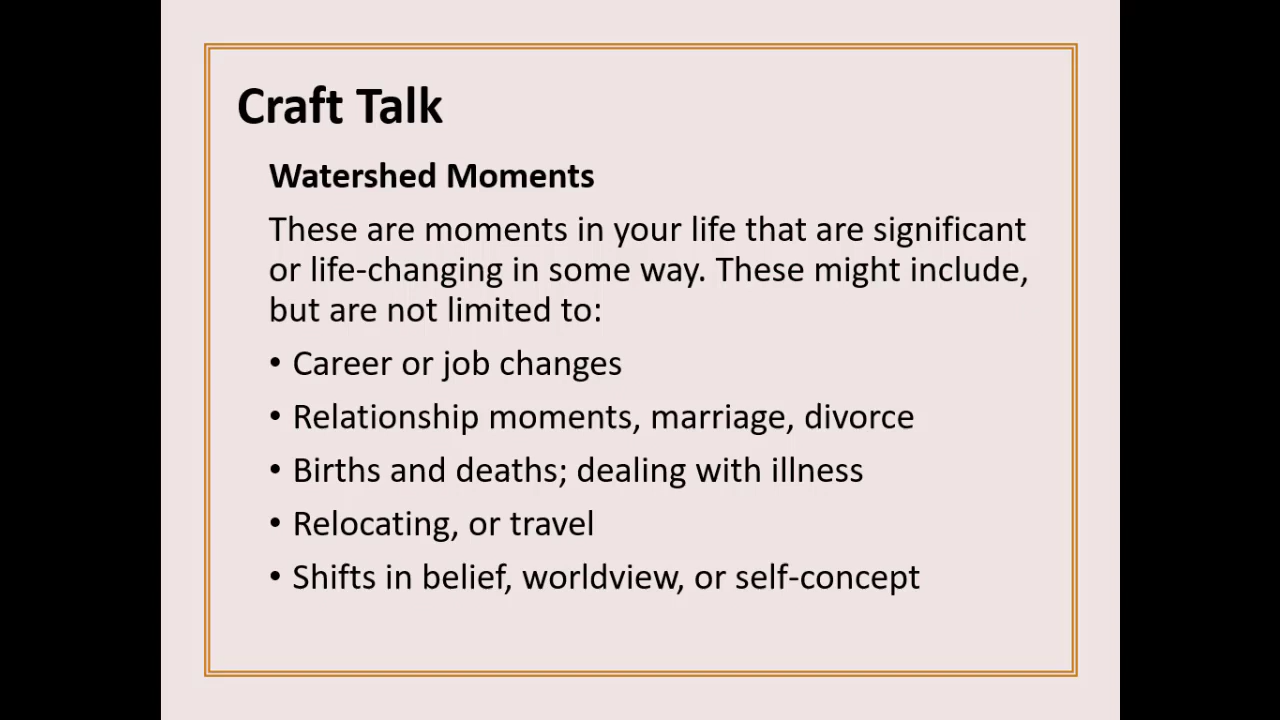 Craft Talk
Watershed Moments
These are moments in your life that are significant
or life-changing in some way. These might include,
but are not limited to:
• Career or job changes
• Relationship moments, marriage, divorce
• Births and deaths; dealing with illness
• Relocating, or travel
• Shifts in belief, worldview, or self-concept